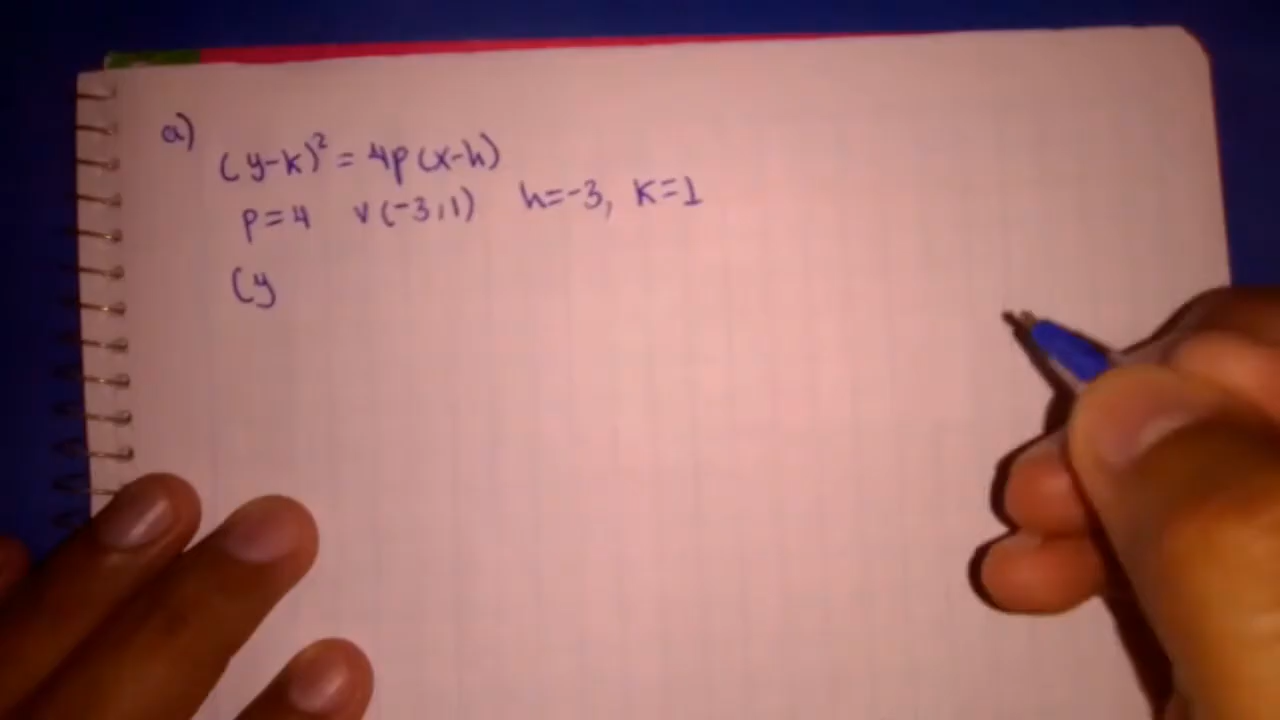 a)
(y-k)² = 4p(x-h)
p=4 v(-3,1) h=-3, k=1
(y